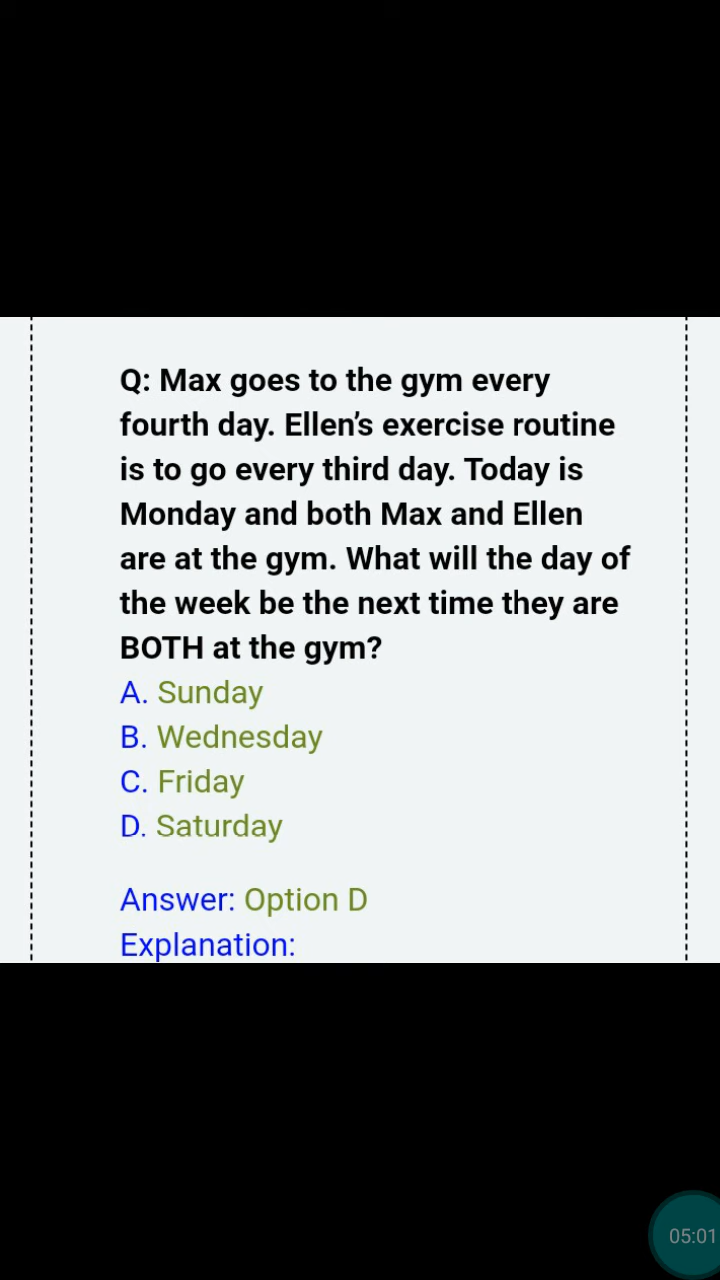 Q: Max goes to the gym every
fourth day. Ellen’s exercise routine
is to go every third day. Today is
Monday and both Max and Ellen
are at the gym. What will the day of
the week be the next time they are
BOTH at the gym?
A. Sunday
B. Wednesday
C. Friday
D. Saturday
Answer: Option D
Explanation:
05:01